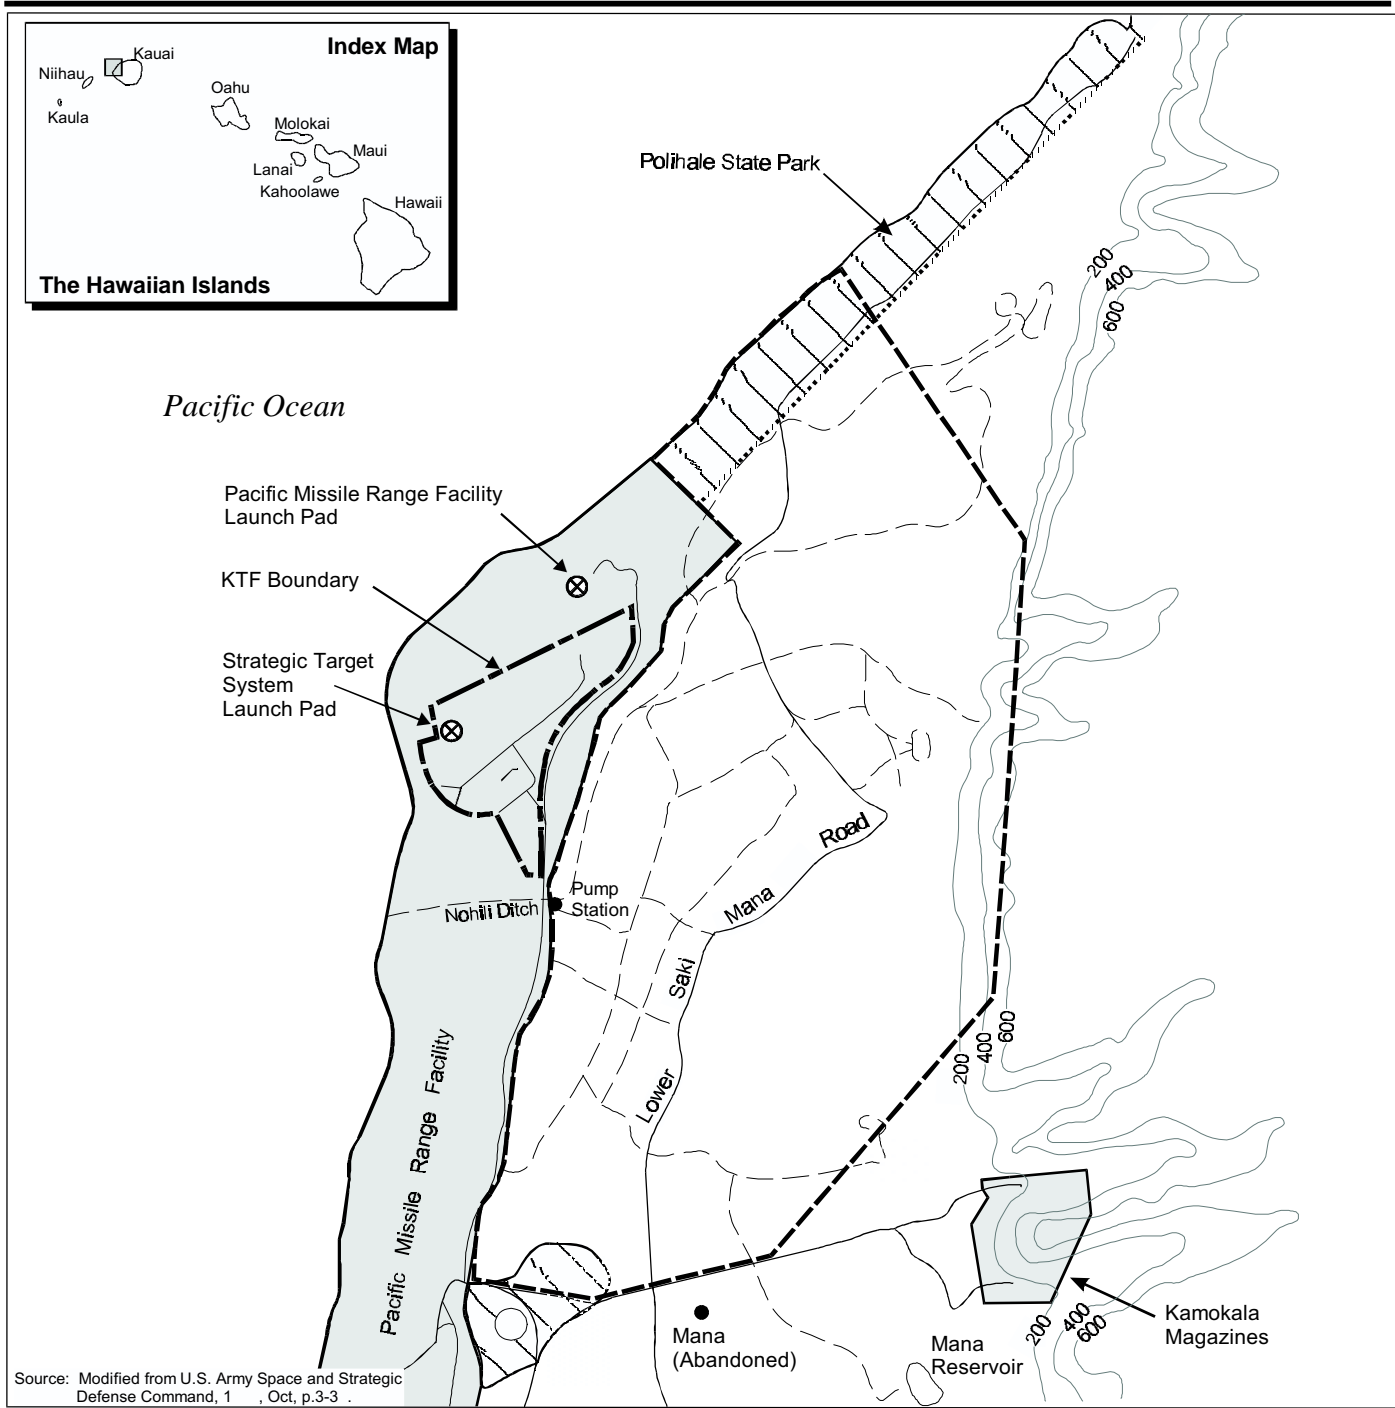 Index Map
Kauai
Niihau
Kaula
Oahu
Molokai
Lanai
Maui
Kahoolawe
Hawaii
The Hawaiian Islands
Polihale State Park
200
400
600
Pacific Ocean
Pacific Missile Range Facility
Launch Pad
KTF Boundary
Strategic Target
System
Launch Pad
Road
Mana
Saki
Lower
Pump
Station
Nohili Ditch
Pacific Missile Range Facility
200
400
600
Mana
(Abandoned)
Mana
Reservoir
200
400
600
Kamokala
Magazines
Source: Modified from U.S. Army Space and Strategic
Defense Command, 1 , Oct, p.3-3 .